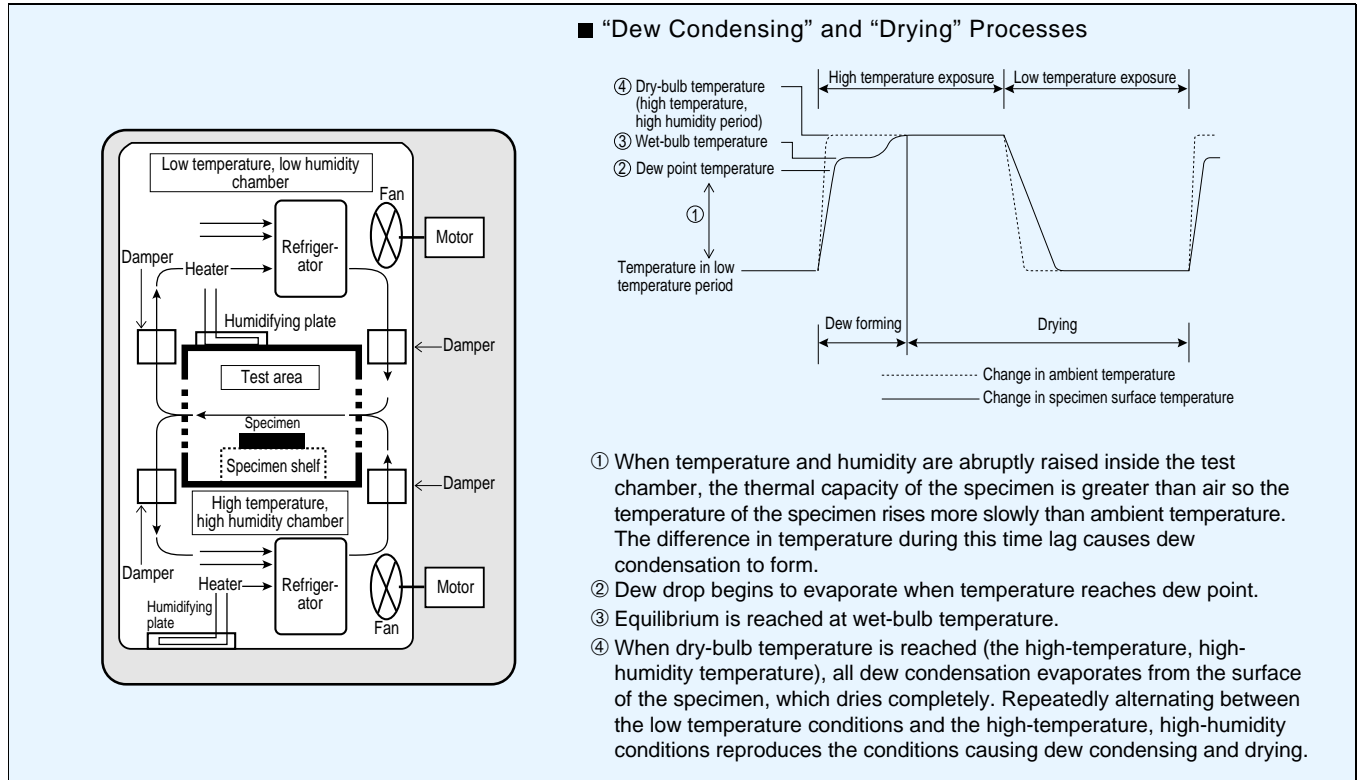 ■ “Dew Condensing” and “Drying” Processes
Low temperature, low humidity
chamber
Fan
Motor
Refriger-
ator
Damper
Heater
Humidifying plate
Damper
Test area
Specimen
Specimen shelf
Damper
High temperature,
high humidity chamber
Damper
Heater
Refriger-
ator
Motor
Humidifying
plate
Fan
High temperature exposure
Low temperature exposure
④ Dry-bulb temperature
(high temperature,
high humidity period)
③ Wet-bulb temperature
② Dew point temperature
①
Temperature in low
temperature period
Dew forming
Drying
Change in ambient temperature
Change in specimen surface temperature
① When temperature and humidity are abruptly raised inside the test
chamber, the thermal capacity of the specimen is greater than air so the
temperature of the specimen rises more slowly than ambient temperature.
The difference in temperature during this time lag causes dew
condensation to form.
② Dew drop begins to evaporate when temperature reaches dew point.
③ Equilibrium is reached at wet-bulb temperature.
④ When dry-bulb temperature is reached (the high-temperature, high-
humidity temperature), all dew condensation evaporates from the surface
of the specimen, which dries completely. Repeatedly alternating between
the low temperature conditions and the high-temperature, high-humidity
conditions reproduces the conditions causing dew condensing and drying.